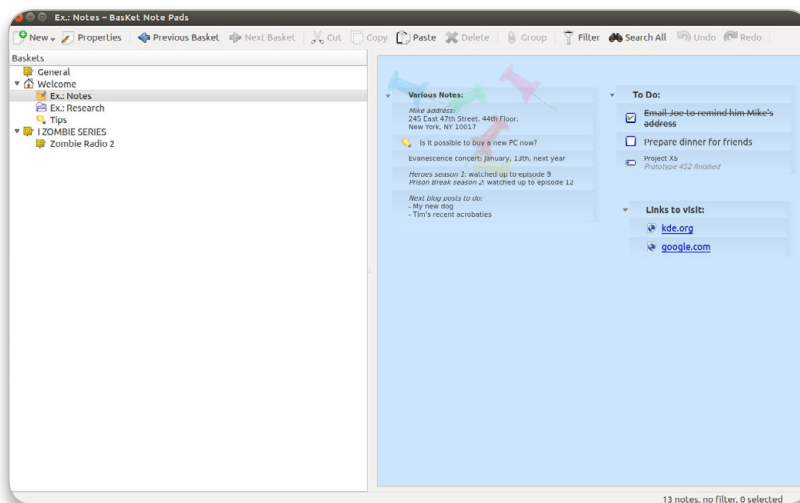 Ex.: Notes – BasKet Note Pads
New Properties Previous Basket Next Basket Cut Copy Paste Delete Group Filter Search All Undo Redo
Baskets
General
Welcome
Ex.: Notes
Ex.: Research
Tips
I ZOMBIE SERIES
Zombie Radio 2
Various Notes:
Mike address:
245 East 47th Street, 44th Floor,
New York, NY 10017
Is it possible to buy a new PC now?
Evanescence concert: January, 13th, next year
Heroes season 1: watched up to episode 9
Prison Break season 2: watched up to episode 12
Next blog posts to do:
- My new dog
- Tim's recent acrobaties
To Do:
Email Joe to remind him Mike's
address
Prepare dinner for friends
Project X5
Prototype 452 finished
Links to visit:
kde.org
google.com
13 notes, no filter, 0 selected